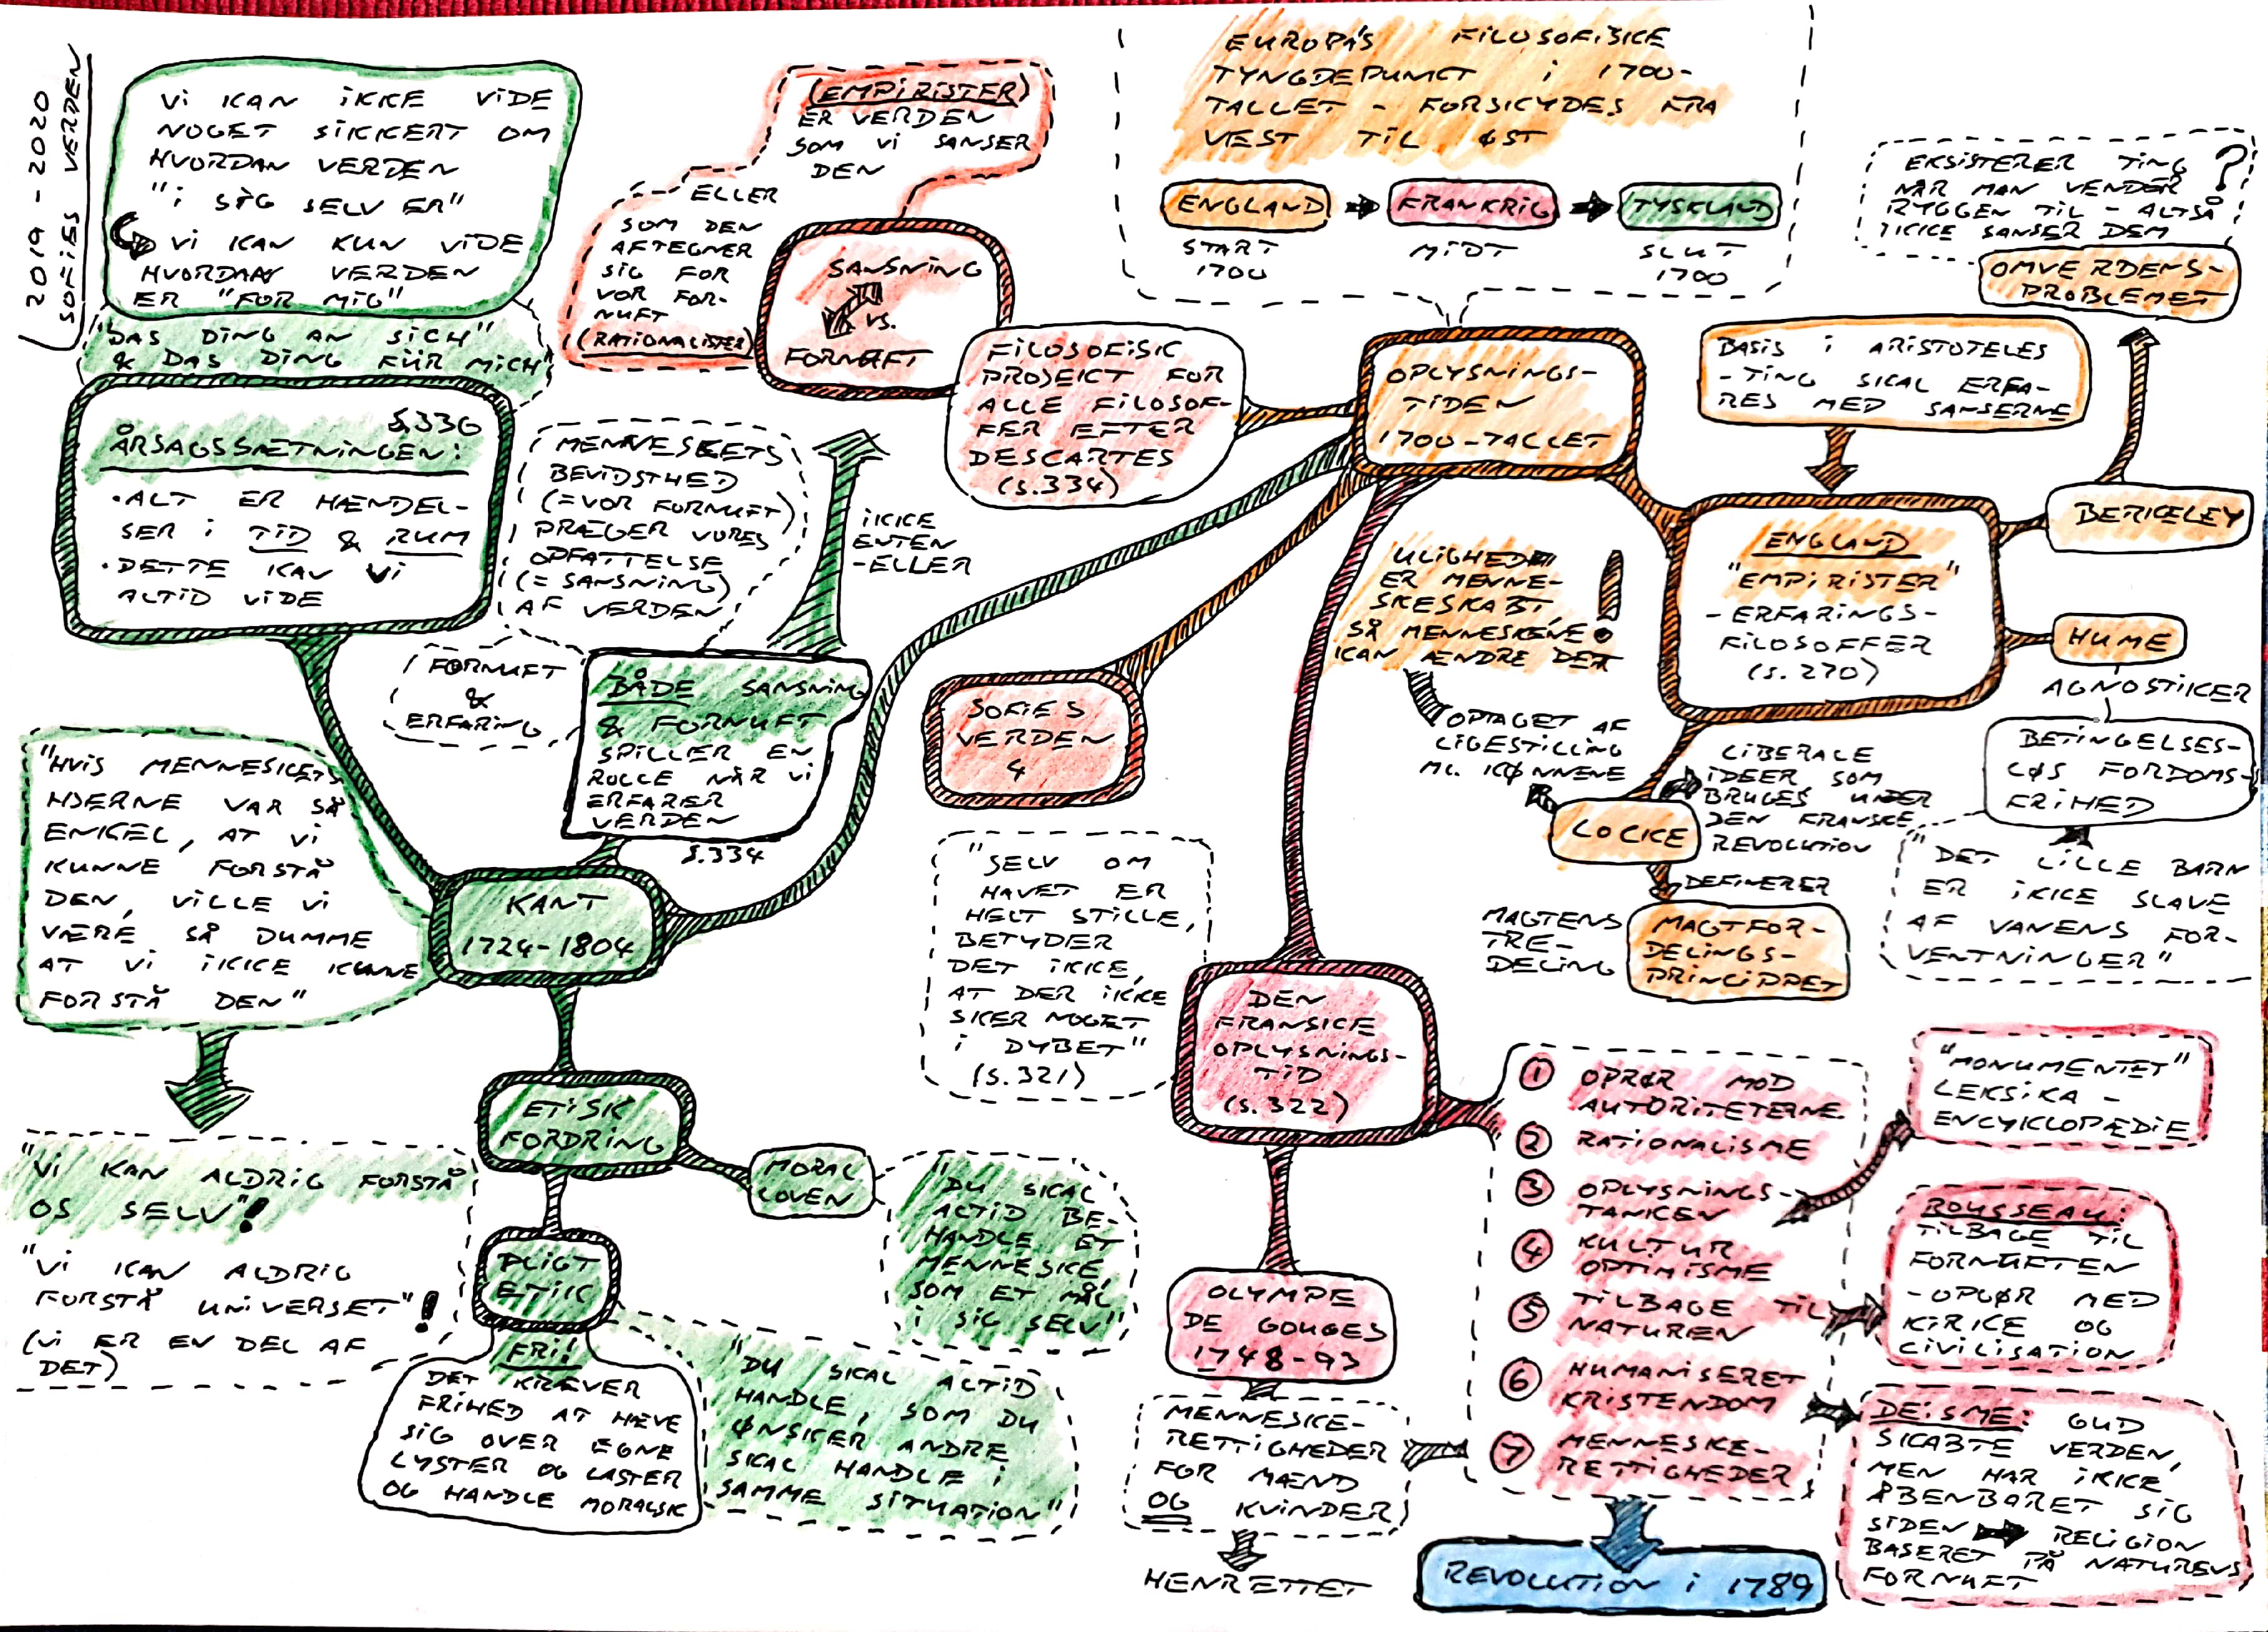 2019 - 2020
SOFIES VERDEN
Vi KAN iKKE ViDE
NOGET SiKKERT OM
HVORDAN VERDEN
"i SIG SELV ER"
Vi KAN KUN VIDE
HVORDAN VERDEN
ER "FOR MIG"
"DAS DING AN SICH"
& DAS DING FÜR MICH"
S.336
ÅRSAGSSÆTNINGEN:
• ALT ER HÆNDEL-
SER i TID & RUM
• DETTE KAN Vi
ALTID VIDE
(EMPIRISTER)
ER VERDEN
SOM Vi SANSER
DEN
ELLER
SOM DEN
AFTEGNER
SIG FOR
VOR FOR-
NUFT
(RATIONALISTER)
SANSNING
VS.
FORNUFT
FILOSOFISK
PROJEKT FOR
ALLE FILOSOF-
FER EFTER
DESCARTES
(S.334)
EUROPA'S FILOSOFISKE
TYNGDEPUNKT i 1700-
TALLET - FORSKYDES FRA
VEST TIL ØST
ENGLAND
FRANKRIG
TYSKLAND
START
1700
MIDT
SLUT
1700
OPLYSNINGS-
TIDEN
1700-TALLET
EKSISTERER TING
NÅR MAN VENDER
RYGGEN TIL - ALTSÅ
IKKE SANSER DEM
?
OMVERDENS-
PROBLEMET
BASIS i ARISTOTELES
- TING SKAL ERFA-
RES MED SANSERNE
BERKELEY
ENGLAND
"EMPIRISTER"
- ERFARINGS-
FILOSOFFER
(S.270)
HUME
AGNOSTIKER
BETINGELSES-
LØS FORDOMS-
FRIHED
"DET LILLE BARN
ER IKKE SLAVE
AF VANENS FOR-
VENTNINGER"
ULIGHEDEN
ER MENNE-
SKESKABT,
SÅ MENNESKENE
KAN ÆNDRE DET
!
OPTAGET AF
LIGESTILLING
ML. KØNNENE
LIBERALE
IDEER SOM
BRUGES UNDER
DEN FRANSKE
REVOLUTION
LOCKE
DEFINERER
MAGTENS
TRE-
DELING
MAGTFOR-
DELINGS-
PRINCIPPET
MENNESKETS
BEVIDSTHED
(= VOR FORNUFT)
PRÆGER VORES
OPFATTELSE
(= SANSNING)
AF VERDEN
IKKE
ENTEN
-ELLER
FORNUFT
&
ERFARING
BÅDE SANSNING
& FORNUFT
SPILLER EN
ROLLE NÅR VI
ERFARER
VERDEN
S.334
SOFIES
VERDEN
4
"HVIS MENNESKETS
HJERNE VAR SÅ
ENKEL, AT VI
KUNNE FORSTÅ
DEN, VILLE VI
VÆRE SÅ DUMME
AT VI IKKE KUNNE
FORSTÅ DEN"
KANT
1724-1804
"SELV OM
HAVET ER
HELT STILLE,
BETYDER
DET IKKE,
AT DER IKKE
SKER NOGET
i DYBET"
(S.321)
DEN
FRANSKE
OPLYSNINGS-
TID
(S.322)
"Vi KAN ALDRIG FORSTÅ
OS SELV"!
"Vi KAN ALDRIG
FORSTÅ UNIVERSET"!
(Vi ER EN DEL AF
DET)
ETISK
FORDRING
MORAL
LOVEN
"DU SKAL
ALTID BE-
HANDLE ET
MENNESKE,
SOM ET MÅL
i SIG SELV"
PLIGT
ETIK
FRI!
DET KRÆVER
FRIHED AT HÆVE
SIG OVER EGNE
LYSTER OG LASTER
OG HANDLE MORALSK
"DU SKAL ALTID
HANDLE, SOM DU
ØNSKER ANDRE
SKAL HANDLE i
SAMME SITUATION"
OLYMPE
DE GOUGES
1748-93
MENNESKE-
RETTIGHEDER
FOR MÆND
OG KVINDER
HENRETTET
1 OPRØR MOD
AUTORITETERNE
2 RATIONALISME
3 OPLYSNINGS-
TANKEN
4 KULTUR
OPTIMISME
5 TILBAGE TIL
NATUREN
6 HUMANISERET
KRISTENDOM
7 MENNESKE-
RETTIGHEDER
REVOLUTION i 1789
"MONUMENTET"
LEKSIKA -
ENCYKLOPÆDIE
ROUSSEAU:
TILBAGE TIL
FORNUFTEN
- OPGØR MED
KIRKE OG
CIVILISATION
DEISME: GUD
SKABTE VERDEN,
MEN HAR IKKE
ÅBENBARET SIG
SIDEN RELIGION
BASERET PÅ NATURENS
FORNUFT